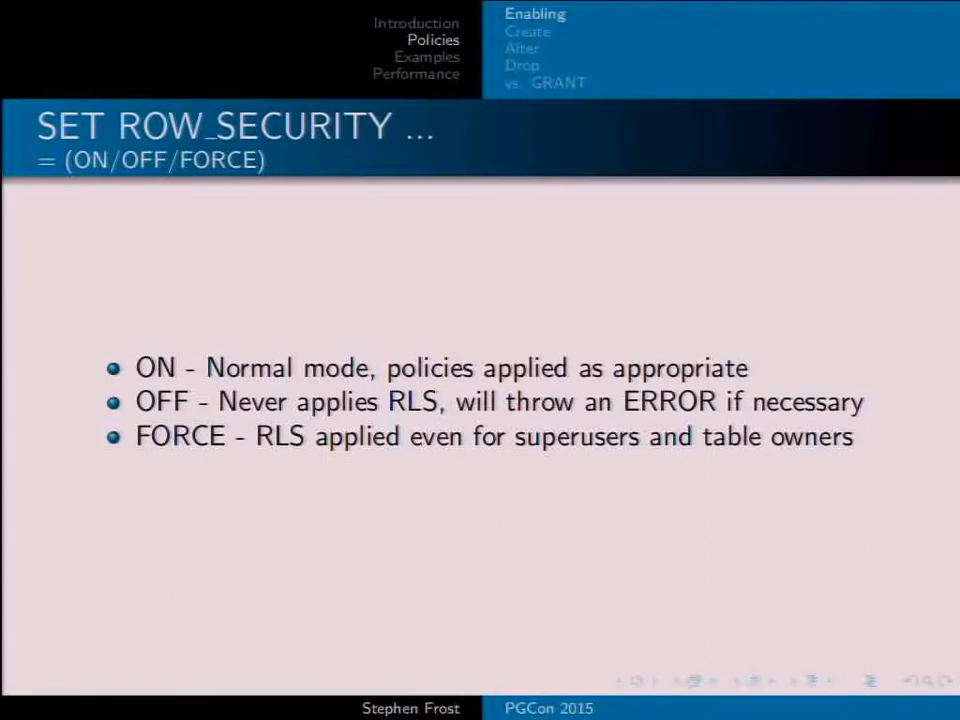 Introduction
Policies
Examples
Performance
Enabling
Create
Alter
Drop
vs. GRANT
SET ROW_SECURITY ...
= (ON/OFF/FORCE)
ON - Normal mode, policies applied as appropriate
OFF - Never applies RLS, will throw an ERROR if necessary
FORCE - RLS applied even for superusers and table owners
Stephen Frost
PGCon 2015